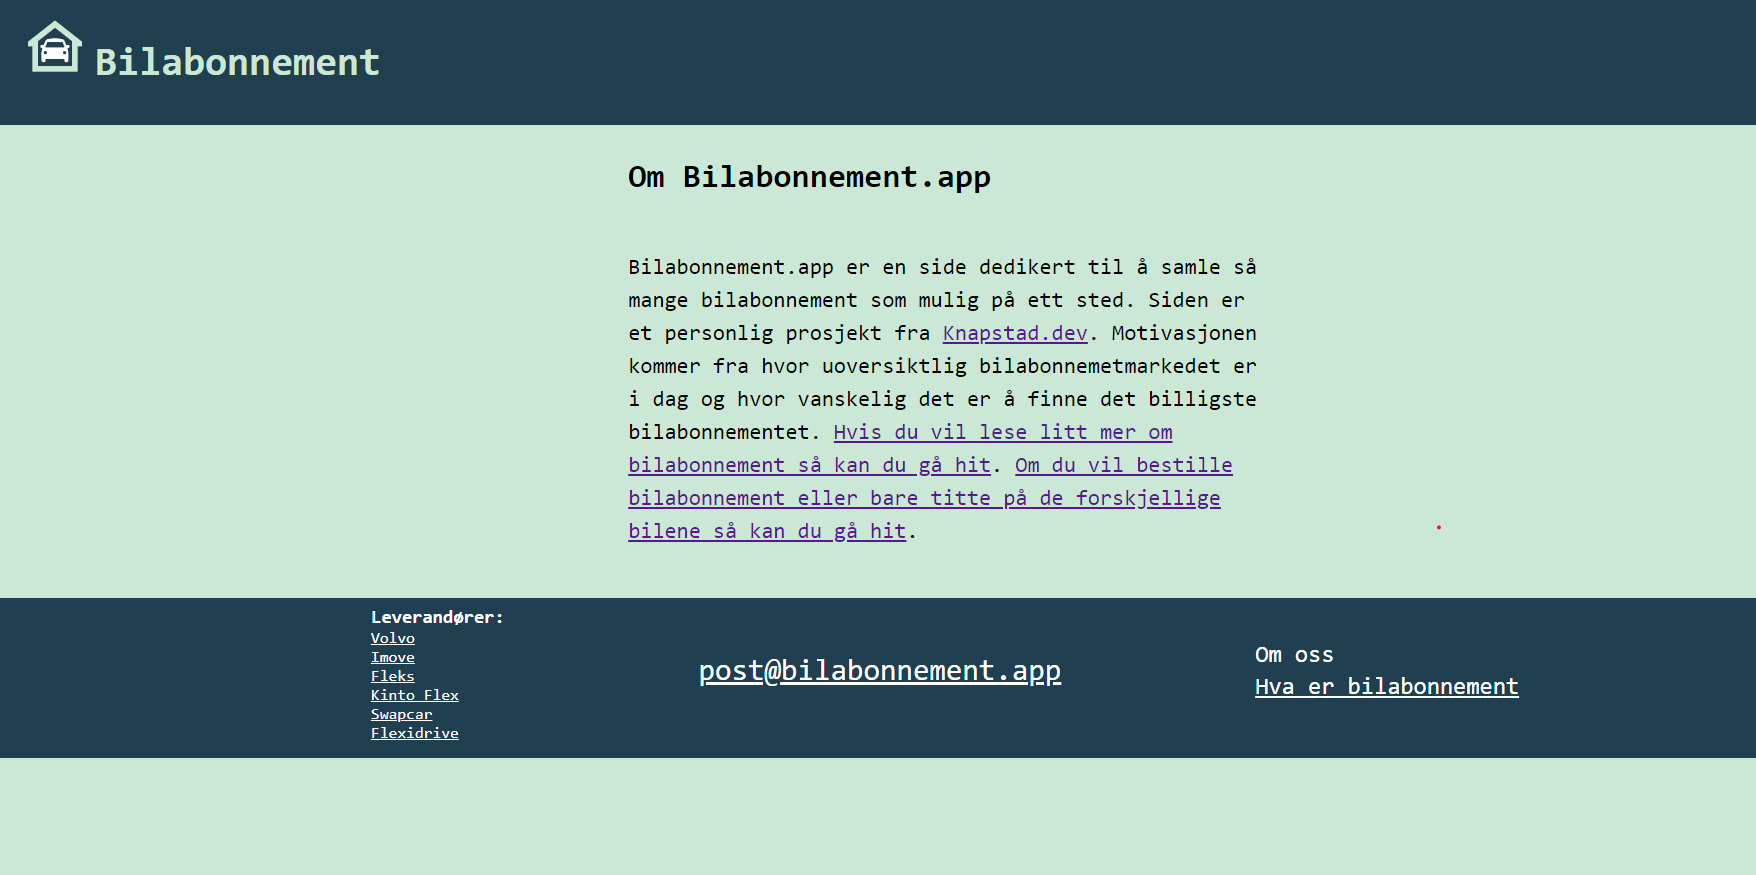 Bilabonnement
Om Bilabonnement.app
Bilabonnement.app er en side dedikert til å samle så
mange bilabonnement som mulig på ett sted. Siden er
et personlig prosjekt fra Knapstad.dev. Motivasjonen
kommer fra hvor uoversiktlig bilabonnemetmarkedet er
i dag og hvor vanskelig det er å finne det billigste
bilabonnementet. Hvis du vil lese litt mer om
bilabonnement så kan du gå hit. Om du vil bestille
bilabonnement eller bare titte på de forskjellige
bilene så kan du gå hit.
Leverandører:
Volvo
Imove
Fleks
Kinto Flex
Swapcar
Flexidrive
post@bilabonnement.app
Om oss
Hva er bilabonnement